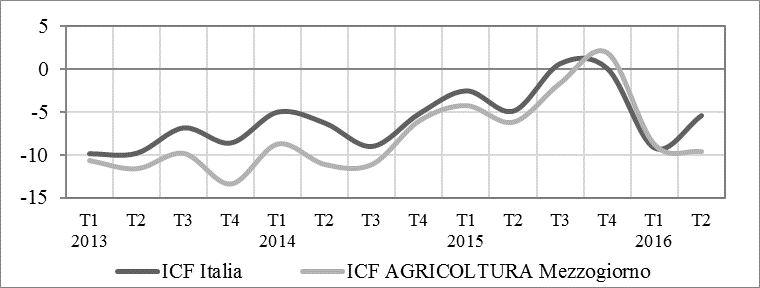 5
0
-5
-10
-15
T1 T2 T3 T4 T1 T2 T3 T4 T1 T2 T3 T4 T1 T2
2013 2014 2015 2016
ICF Italia ICF AGRICOLTURA Mezzogiorno